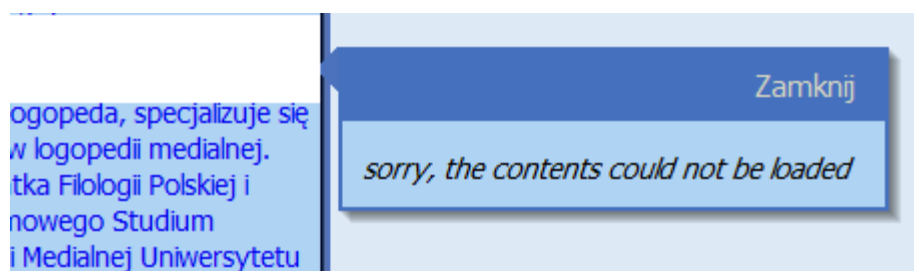 ogopeda, specjalizuje się
w logopedii medialnej.
tka Filologii Polskiej i
mowego Studium
i Medialnej Uniwersytetu
Zamknij
sorry, the contents could not be loaded